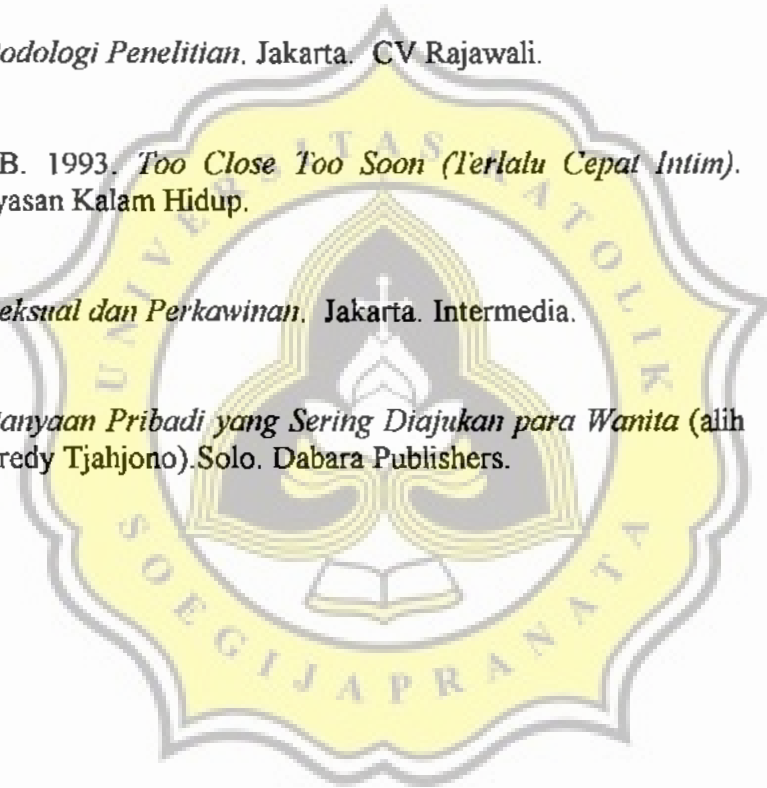 odologi Penelitian. Jakarta. CV Rajawali.
B. 1993. Too Close Too Soon (Terlalu Cepat Intim).
yasan Kalam Hidup.
eksual dan Perkawinan. Jakarta. Intermedia.
anyaan Pribadi yang Sering Diajukan para Wanita (alih
redy Tjahjono).Solo. Dabara Publishers.
UNIVERSITAS KATOLIK
SOEGIJAPRANATA